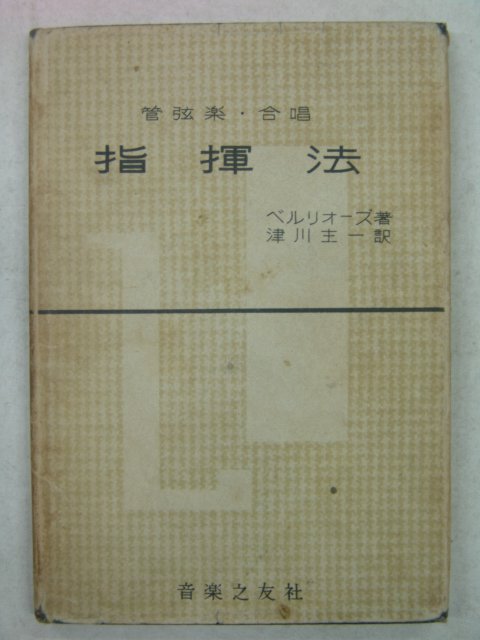 管弦楽・合唱
指揮法
ベルリオーズ著
津川主一訳
音楽之友社